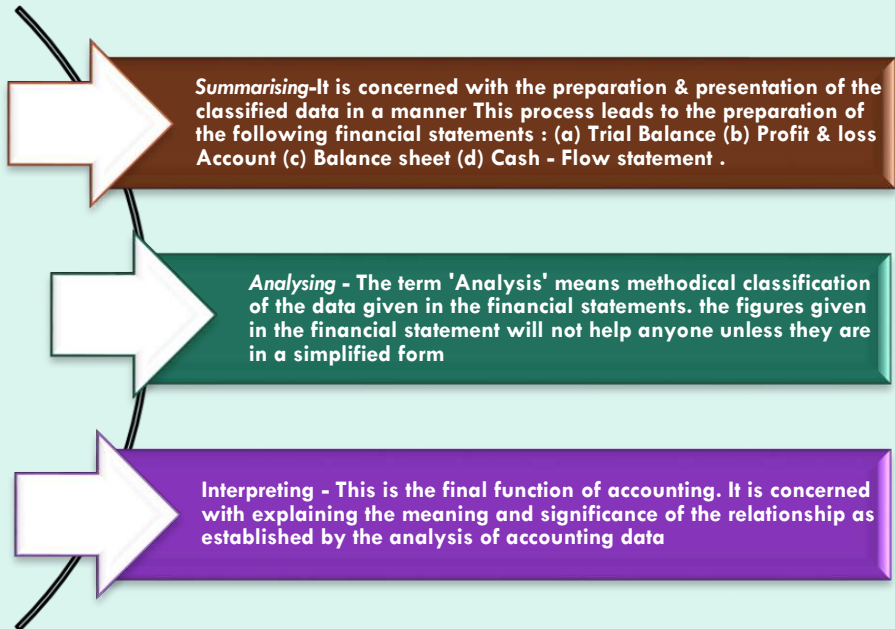 Summarising-It is concerned with the preparation & presentation of the
classified data in a manner This process leads to the preparation of
the following financial statements : (a) Trial Balance (b) Profit & loss
Account (c) Balance sheet (d) Cash - Flow statement .
Analysing - The term 'Analysis' means methodical classification
of the data given in the financial statements. the figures given
in the financial statement will not help anyone unless they are
in a simplified form
Interpreting - This is the final function of accounting. It is concerned
with explaining the meaning and significance of the relationship as
established by the analysis of accounting data